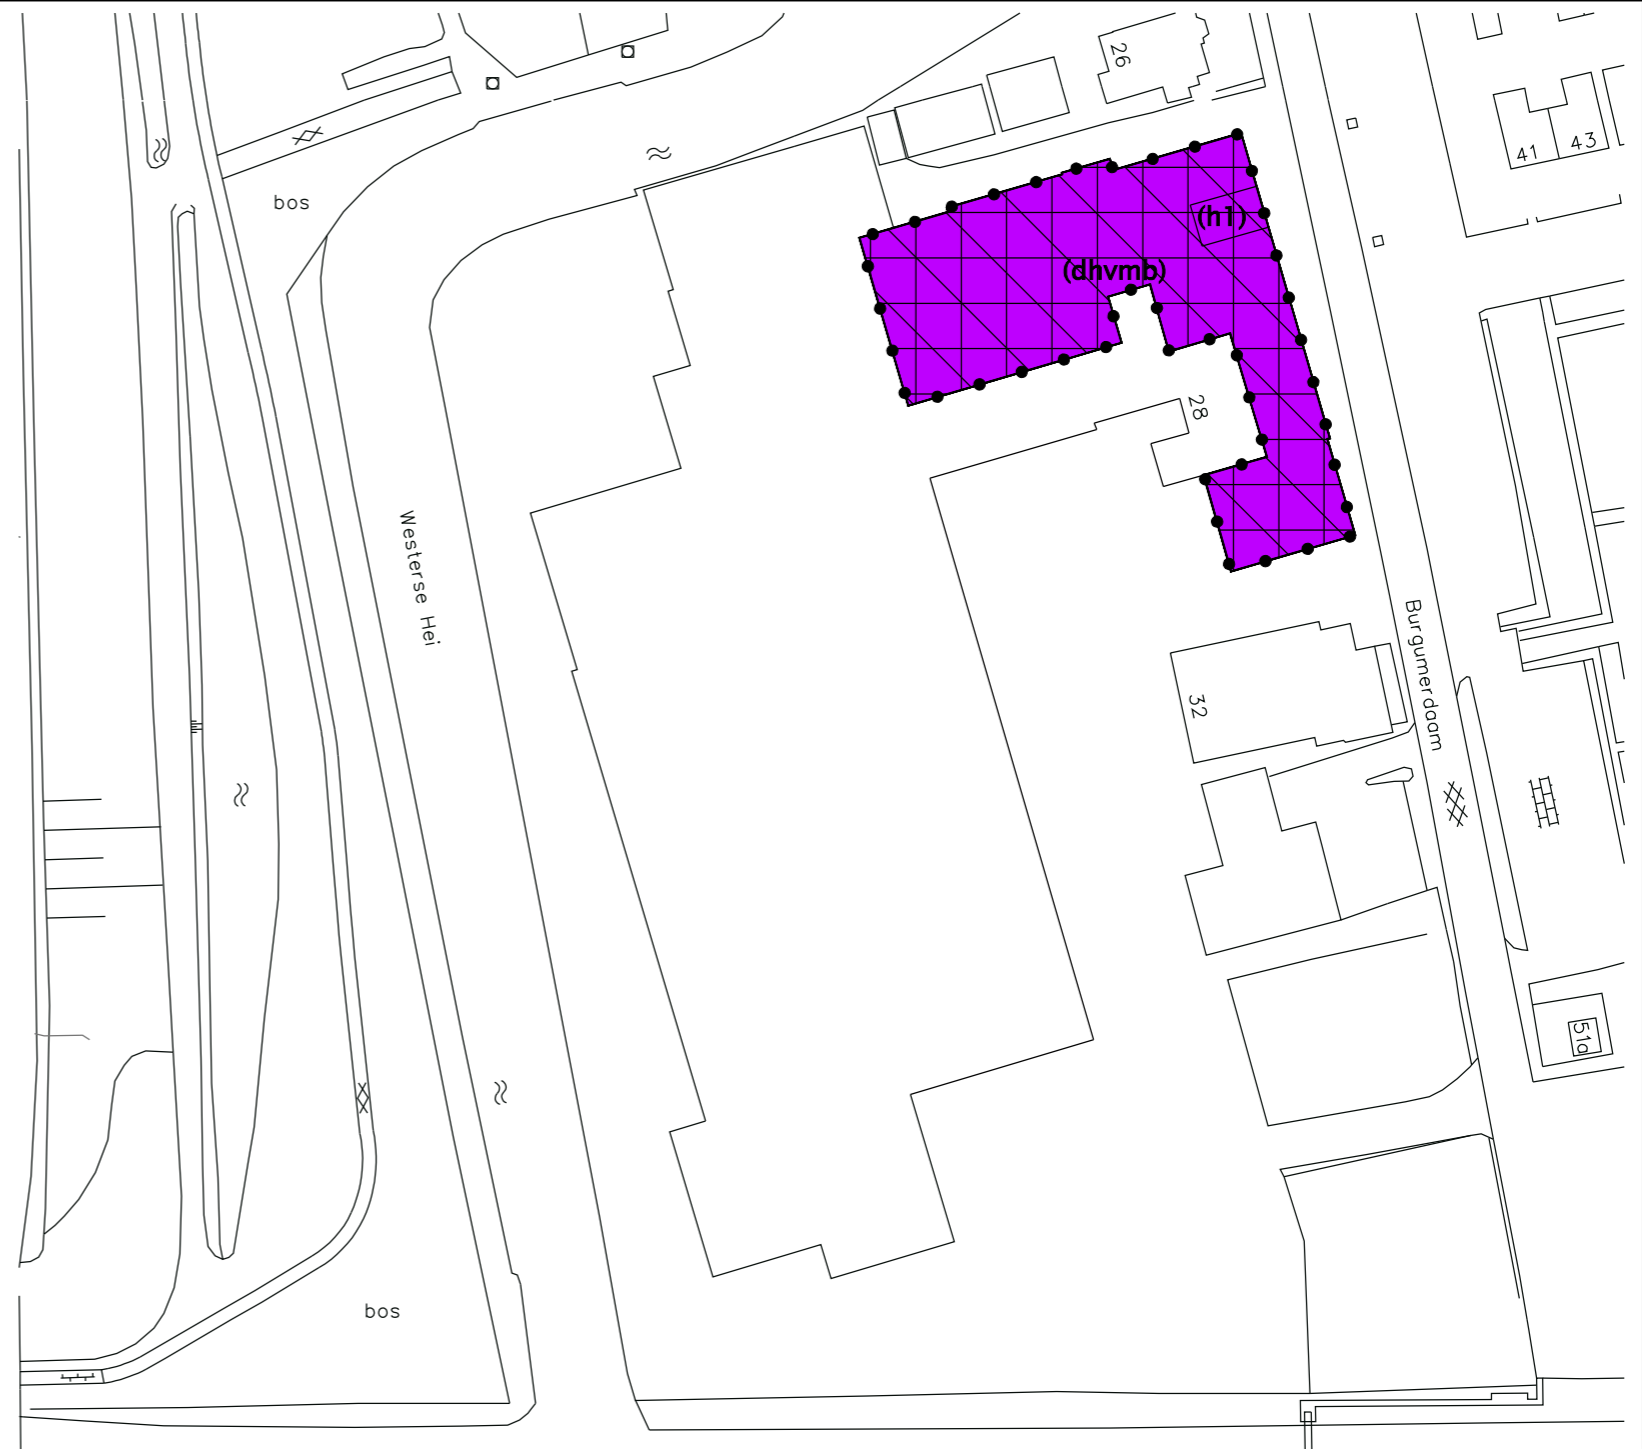 26
41
43
bos
(h1)
(dhvmb)
28
Westerse Hei
Burgumerdaam
32
51a
bos